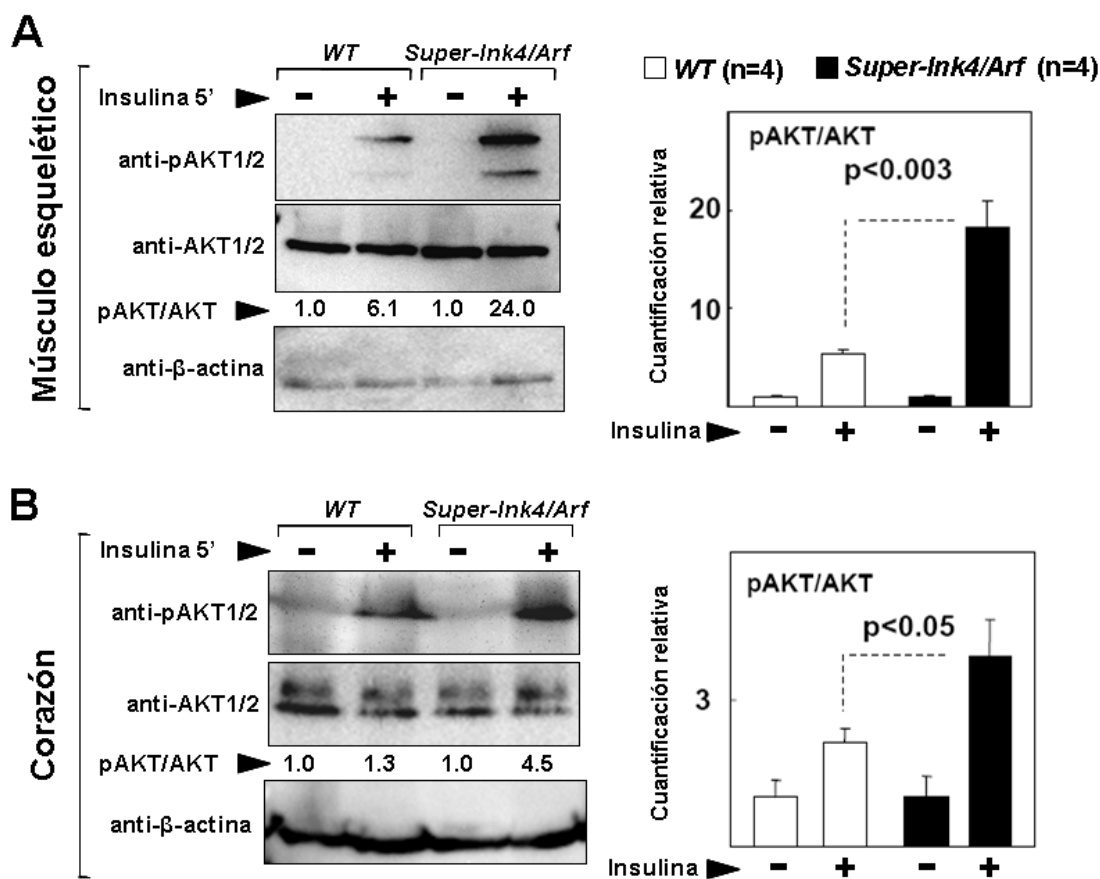 A
WT Super-Ink4/Arf
Insulina 5' - + - +
anti-pAKT1/2
anti-AKT1/2
pAKT/AKT 1.0 6.1 1.0 24.0
anti-β-actina
Músculo esquelético
WT (n=4) Super-Ink4/Arf (n=4)
pAKT/AKT
p<0.003
20
10
Cuantificación relativa
Insulina - + - +
B
WT Super-Ink4/Arf
Insulina 5' - + - +
anti-pAKT1/2
anti-AKT1/2
pAKT/AKT 1.0 1.3 1.0 4.5
anti-β-actina
Corazón
pAKT/AKT
p<0.05
3
Cuantificación relativa
Insulina - + - +